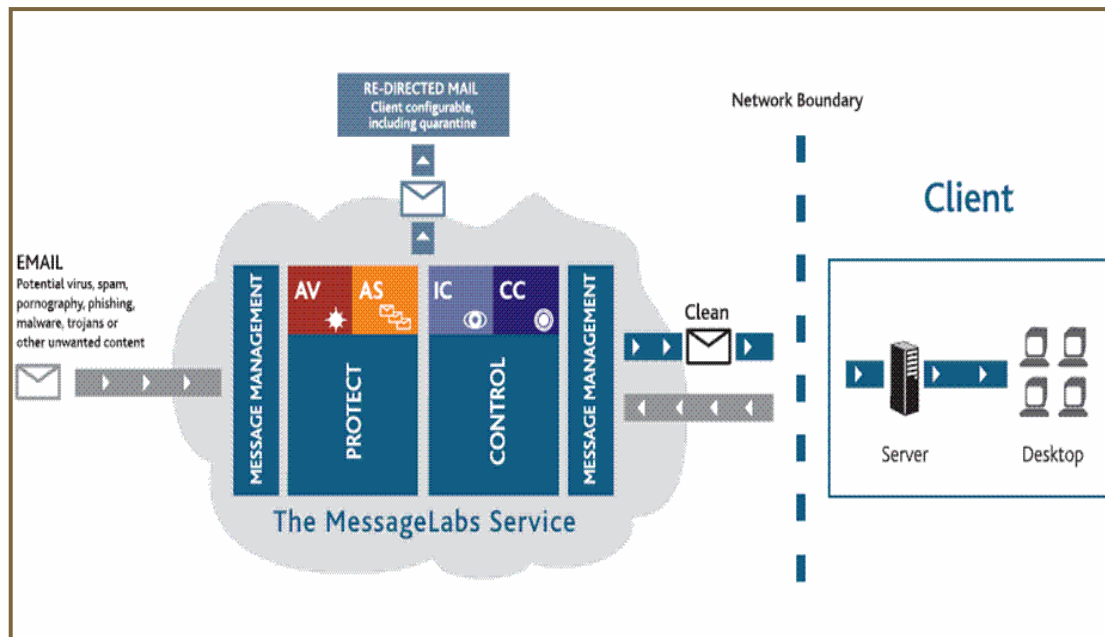 RE-DIRECTED MAIL
Client configurable,
including quarantine
Network Boundary
Client
EMAIL
Potential virus, spam,
pornography, phishing,
malware, trojans or
other unwanted content
MESSAGE MANAGEMENT
AV
AS
PROTECT
IC
CC
CONTROL
MESSAGE MANAGEMENT
Clean
Server
Desktop
The MessageLabs Service